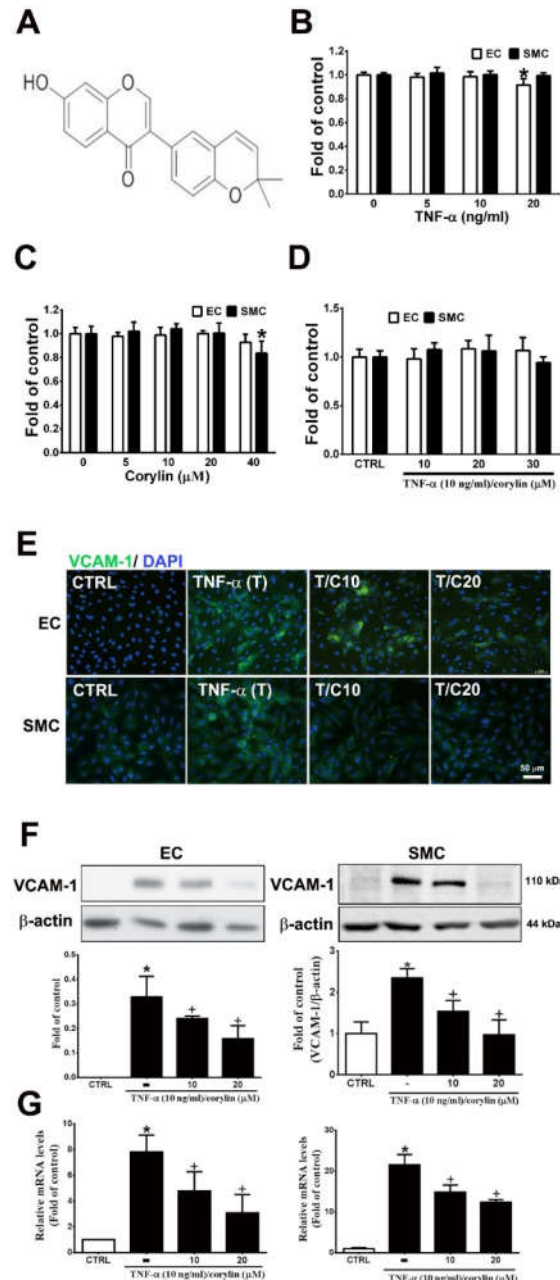 A
HO
O
O
O
B
EC SMC
Fold of control
1.2
1.0
0.8
0.6
0.4
0.2
0.0
*
0 5 10 20
TNF-α (ng/ml)
C
EC SMC
Fold of control
1.2
1.0
0.8
0.6
0.4
0.2
0.0
*
0 5 10 20 40
Corylin (μM)
D
EC SMC
Fold of control
1.5
1.0
0.5
0.0
CTRL 10 20 30
TNF-α (10 ng/ml)/corylin (μM)
E
VCAM-1/ DAPI
EC
CTRL TNF-α (T) T/C10 T/C20
SMC
CTRL TNF-α (T) T/C10 T/C20
50 μm
F
EC
VCAM-1
β-actin
SMC
VCAM-1 110 kDa
β-actin 44 kDa
Fold of control
0.5
0.4
0.3
0.2
0.1
0.0
* + +
CTRL - 10 20
TNF-α (10 ng/ml)/corylin (μM)
Fold of control
(VCAM-1/β-actin)
3
2
1
0
* + +
CTRL - 10 20
TNF-α (10 ng/ml)/corylin (μM)
G
Relative mRNA levels
(Fold of control)
10
8
6
4
2
0
* + +
CTRL - 10 20
TNF-α (10 ng/ml)/corylin (μM)
Relative mRNA levels
(Fold of control)
30
20
10
0
* + +
CTRL - 10 20
TNF-α (10 ng/ml)/corylin (μM)